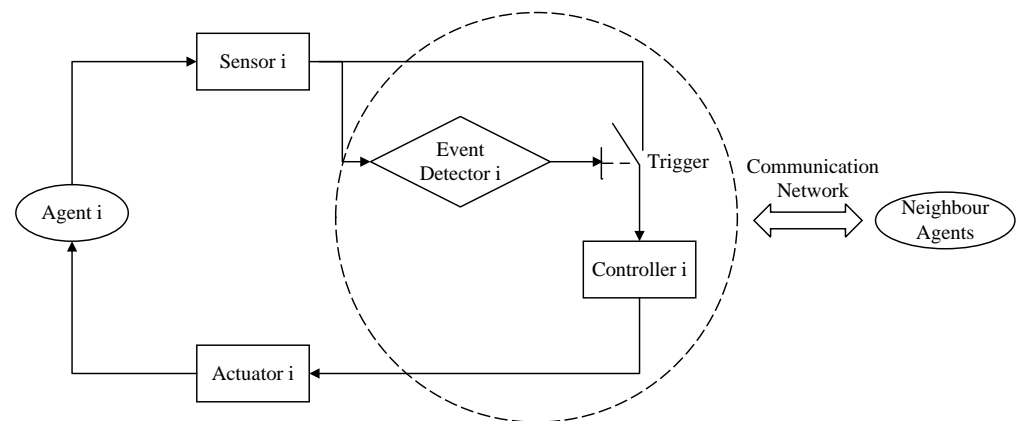 Sensor i
Event
Detector i
Trigger
Communication
Network
Agent i
Neighbour
Agents
Controller i
Actuator i